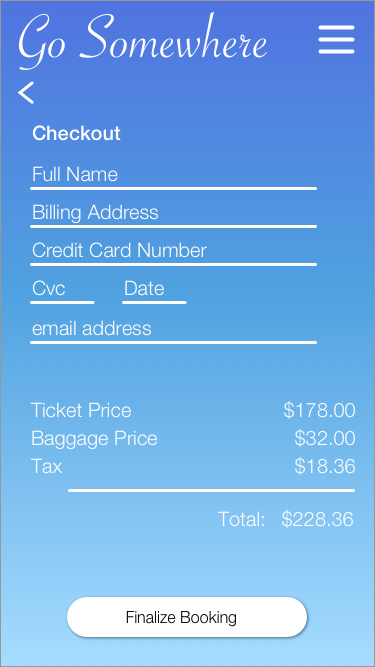 Go Somewhere
Checkout
Full Name
Billing Address
Credit Card Number
Cvc Date
email address
Ticket Price $178.00
Baggage Price $32.00
Tax $18.36
Total: $228.36
Finalize Booking